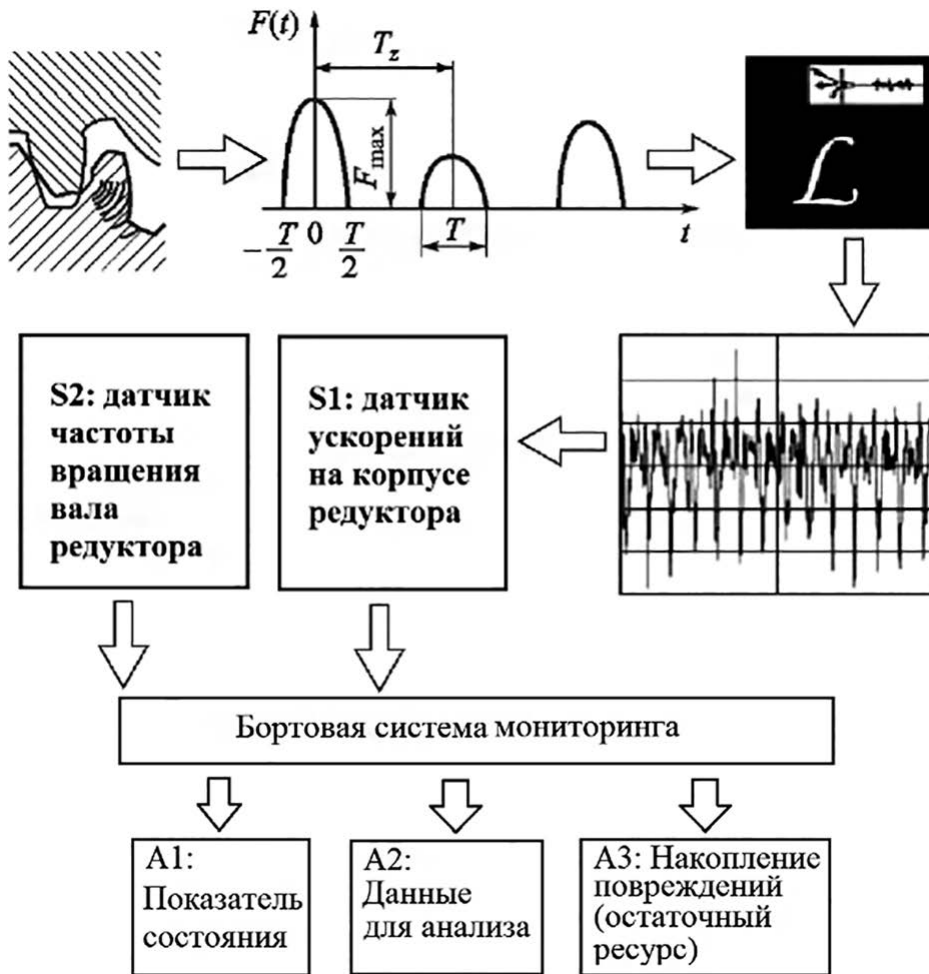 F(t)
T_z
F_max
-T/2 0 T/2 T t
ℒ
S2: датчик
частоты
вращения
вала
редуктора
S1: датчик
ускорений
на корпусе
редуктора
Бортовая система мониторинга
A1:
Показатель
состояния
A2:
Данные
для анализа
A3: Накопление
повреждений
(остаточный
ресурс)